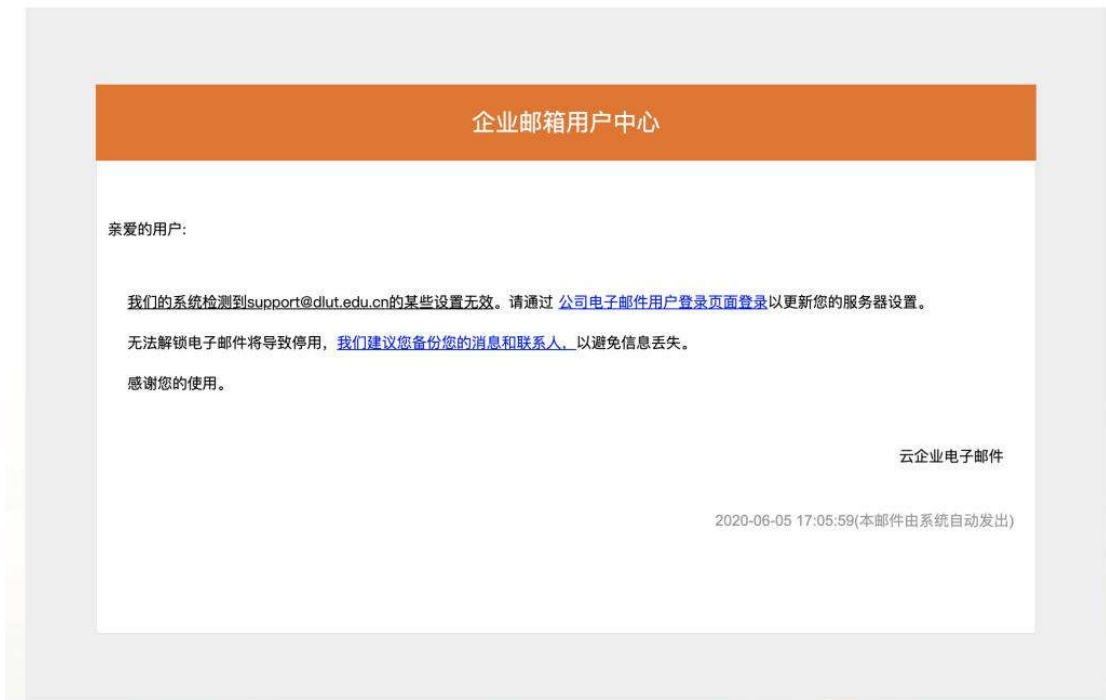 企业邮箱用户中心
亲爱的用户:
我们的系统检测到support@dlut.edu.cn的某些设置无效。请通过 公司电子邮件用户登录页面登录以更新您的服务器设置。
无法解锁电子邮件将导致停用，我们建议您备份您的消息和联系人，以避免信息丢失。
感谢您的使用。
云企业电子邮件
2020-06-05 17:05:59(本邮件由系统自动发出)